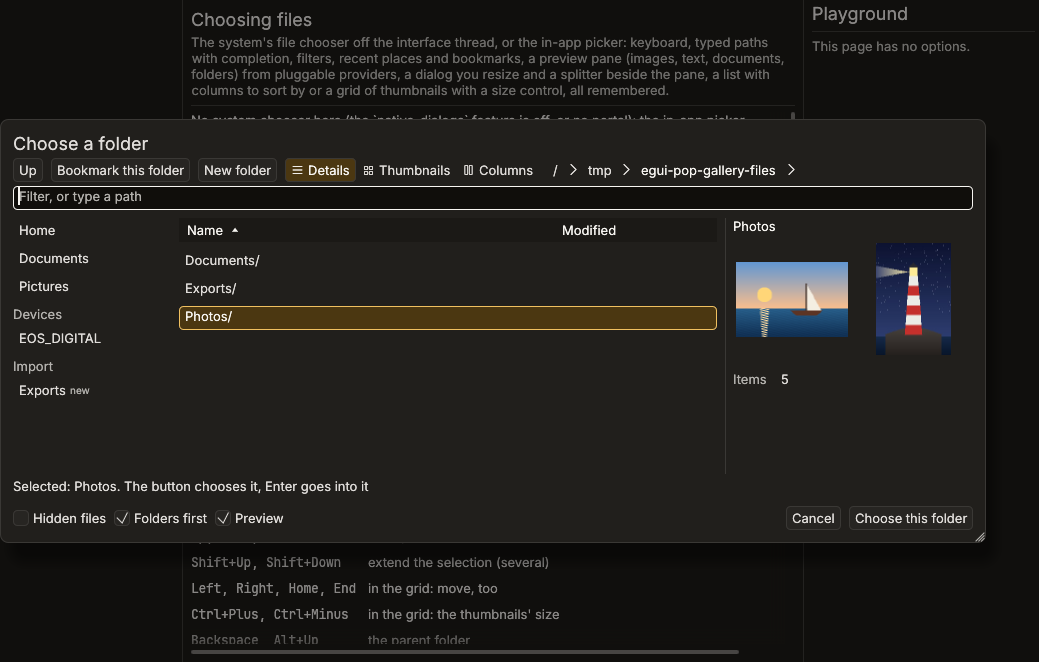 Choosing files
The system's file chooser off the interface thread, or the in-app picker: keyboard, typed paths
with completion, filters, recent places and bookmarks, a preview pane (images, text, documents,
folders) from pluggable providers, a dialog you resize and a splitter beside the pane, a list with
columns to sort by or a grid of thumbnails with a size control, all remembered.
Playground
This page has no options.
Choose a folder
Up Bookmark this folder New folder Details Thumbnails Columns / > tmp > egui-pop-gallery-files >
Filter, or type a path
Home
Documents
Pictures
Devices
EOS_DIGITAL
Import
Exports new
Name Modified
Documents/
Exports/
Photos/
Photos
Items 5
Selected: Photos. The button chooses it, Enter goes into it
Hidden files Folders first Preview Cancel Choose this folder
Shift+Up, Shift+Down extend the selection (several)
Left, Right, Home, End in the grid: move, too
Ctrl+Plus, Ctrl+Minus in the grid: the thumbnails' size
Backspace Alt+Up the parent folder